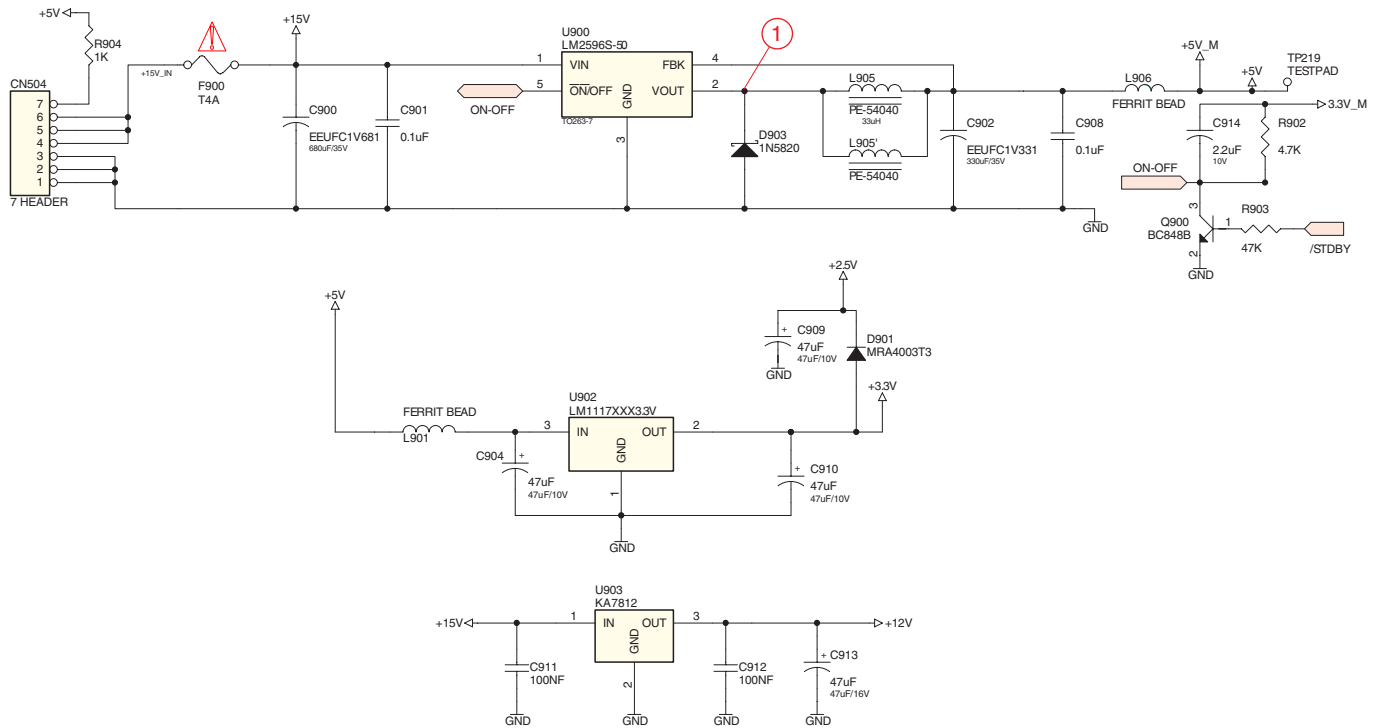 +5V
R904
1K
CN504
7
6
5
4
3
2
1
7 HEADER
+15V_IN
F900
T4A
+15V
C900
EEUFC1V681
680uF/35V
C901
0.1uF
ON-OFF
U900
LM2596S-50
1
VIN
FBK
4
5
ON/OFF
VOUT
2
GND
TO263-7
3
1
D903
1N5820
L905
PE-54040
33uH
L905'
PE-54040
C902
EEUFC1V331
330uF/35V
C908
0.1uF
GND
L906
FERRIT BEAD
+5V_M
+5V
TP219
TESTPAD
3.3V_M
C914
2.2uF
10V
R902
4.7K
ON-OFF
3
Q900
BC848B
1
2
GND
R903
47K
/STDBY
+5V
FERRIT BEAD
L901
C904
+
47uF
47uF/10V
U902
LM1117XXX3.3V
3
IN
OUT
2
GND
1
GND
+2.5V
+
C909
47uF
47uF/10V
GND
D901
MRA4003T3
+3.3V
+
C910
47uF
47uF/10V
U903
KA7812
+15V
1
IN
OUT
3
+12V
GND
2
C911
100NF
C912
100NF
+
C913
47uF
47uF/16V
GND
GND
GND
GND